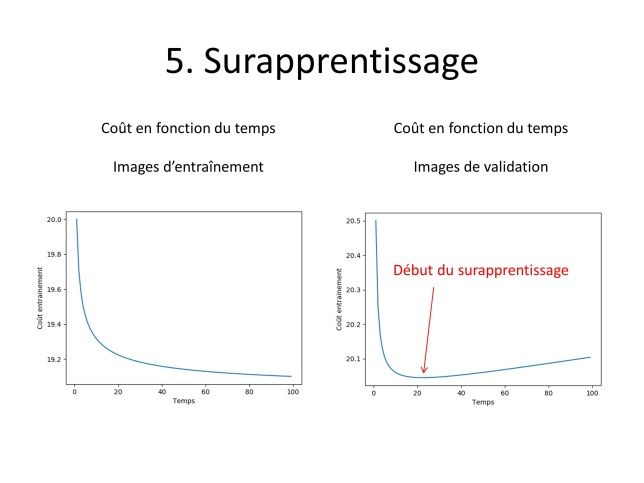 5. Surapprentissage
Coût en fonction du temps
Images d’entraînement
Coût en fonction du temps
Images de validation
Coût entrainement
20.0
19.8
19.6
19.4
19.2
0 20 40 60 80 100
Temps
Coût entrainement
20.5
20.4
20.3
20.2
20.1
Début du surapprentissage
0 20 40 60 80 100
Temps